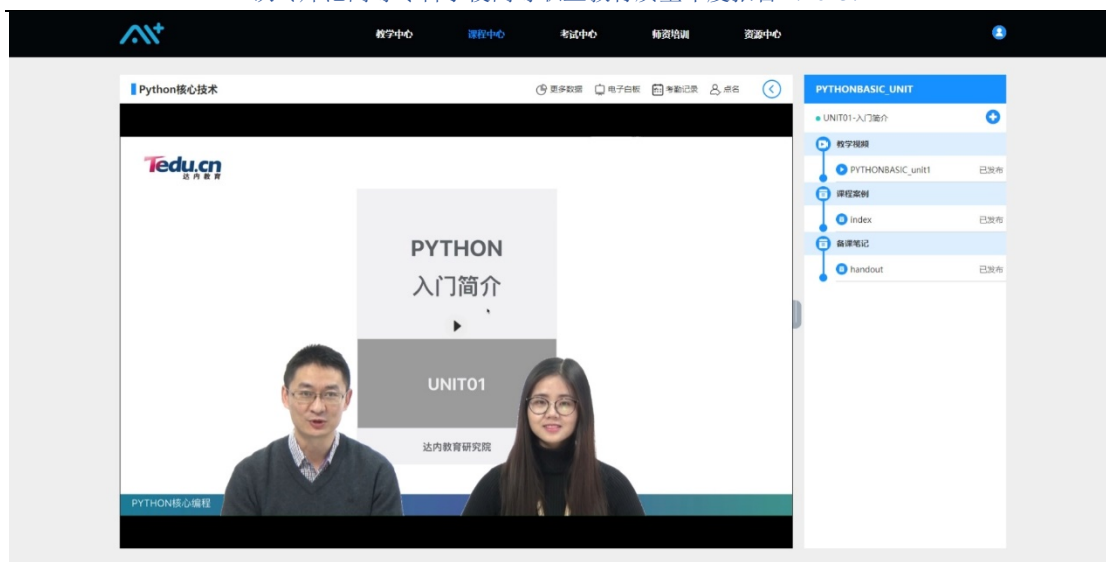 教学中心 课程中心 考试中心 师资培训 资源中心
Python核心技术 更多数据 电子白板 考勤记录 点名
Tedu.cn
达内教育
PYTHON
入门简介
UNIT01
达内教育研究院
PYTHON核心编程
PYTHONBASIC_UNIT
UNIT01-入门简介
教学视频
PYTHONBASIC_unit1 已发布
课程案例
index 已发布
备课笔记
handout 已发布